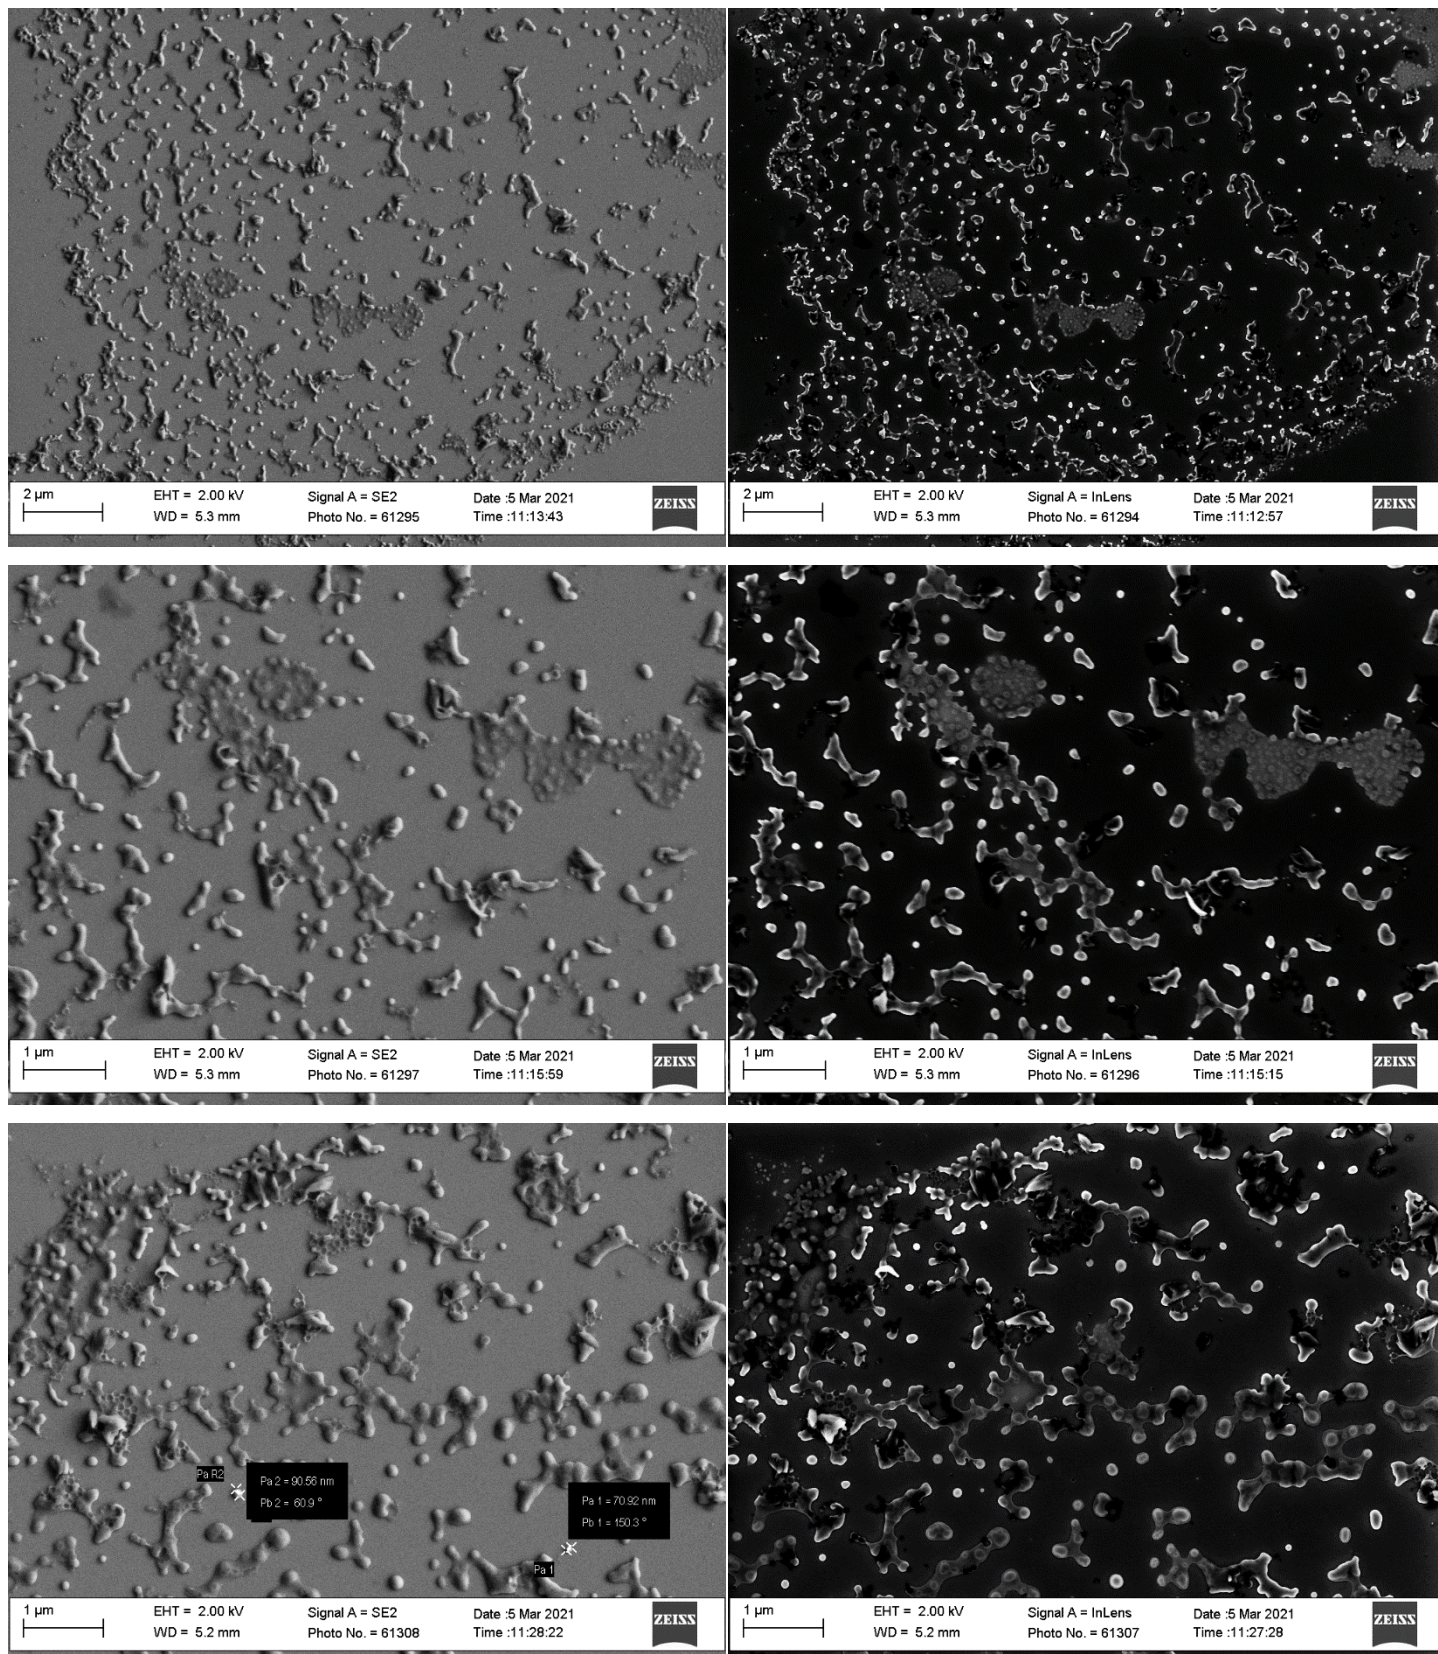 2 µm
EHT = 2.00 kV
Signal A = SE2
Date :5 Mar 2021
WD = 5.3 mm
Photo No. = 61295
Time :11:13:43
ZEISS
2 µm
EHT = 2.00 kV
Signal A = InLens
Date :5 Mar 2021
WD = 5.3 mm
Photo No. = 61294
Time :11:12:57
ZEISS
1 µm
EHT = 2.00 kV
Signal A = SE2
Date :5 Mar 2021
WD = 5.3 mm
Photo No. = 61297
Time :11:15:59
ZEISS
1 µm
EHT = 2.00 kV
Signal A = InLens
Date :5 Mar 2021
WD = 5.3 mm
Photo No. = 61296
Time :11:15:15
ZEISS
Pa R2
Pa 2 = 90.56 nm
Pb 2 = 60.9 °
Pa 1 = 70.92 nm
Pb 1 = 150.3 °
Pa 1
1 µm
EHT = 2.00 kV
Signal A = SE2
Date :5 Mar 2021
WD = 5.2 mm
Photo No. = 61308
Time :11:28:22
ZEISS
1 µm
EHT = 2.00 kV
Signal A = InLens
Date :5 Mar 2021
WD = 5.2 mm
Photo No. = 61307
Time :11:27:28
ZEISS